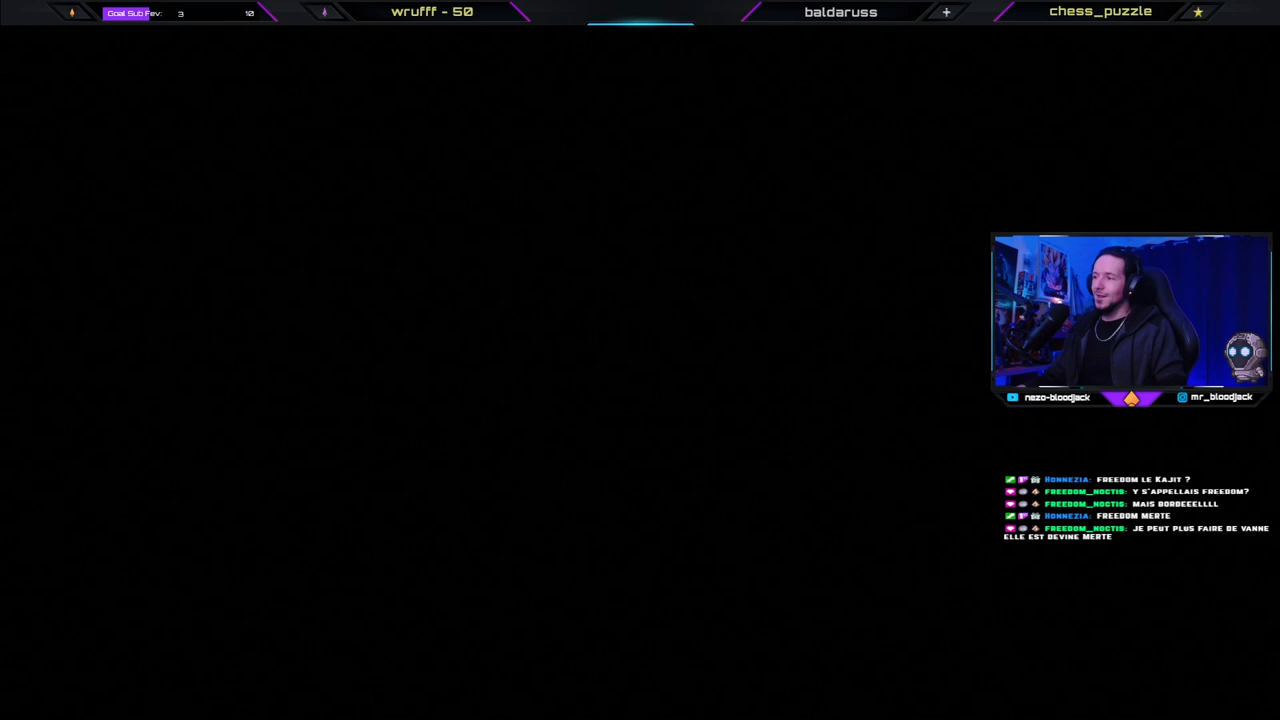 Goal Sub Fev: 3 10
wrufff - 50
baldaruss
chess_puzzle
nezo-bloodjack
mr_bloodjack
Honnezia: FREEDOM LE KAJIT ?
FREEDOM_NOCTIS: Y S'APPELLAIS FREEDOM?
FREEDOM_NOCTIS: MAIS BORDEEELLLL
Honnezia: FREEDOM MERTE
FREEDOM_NOCTIS: JE PEUT PLUS FAIRE DE VANNE
ELLE EST DEVINE MERTE